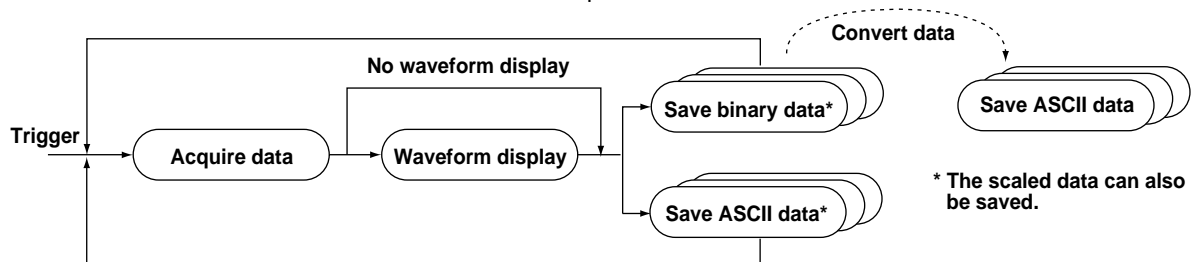 Convert data
No waveform display
Save binary data*
Save ASCII data
Trigger
Acquire data
Waveform display
* The scaled data can also
be saved.
Save ASCII data*